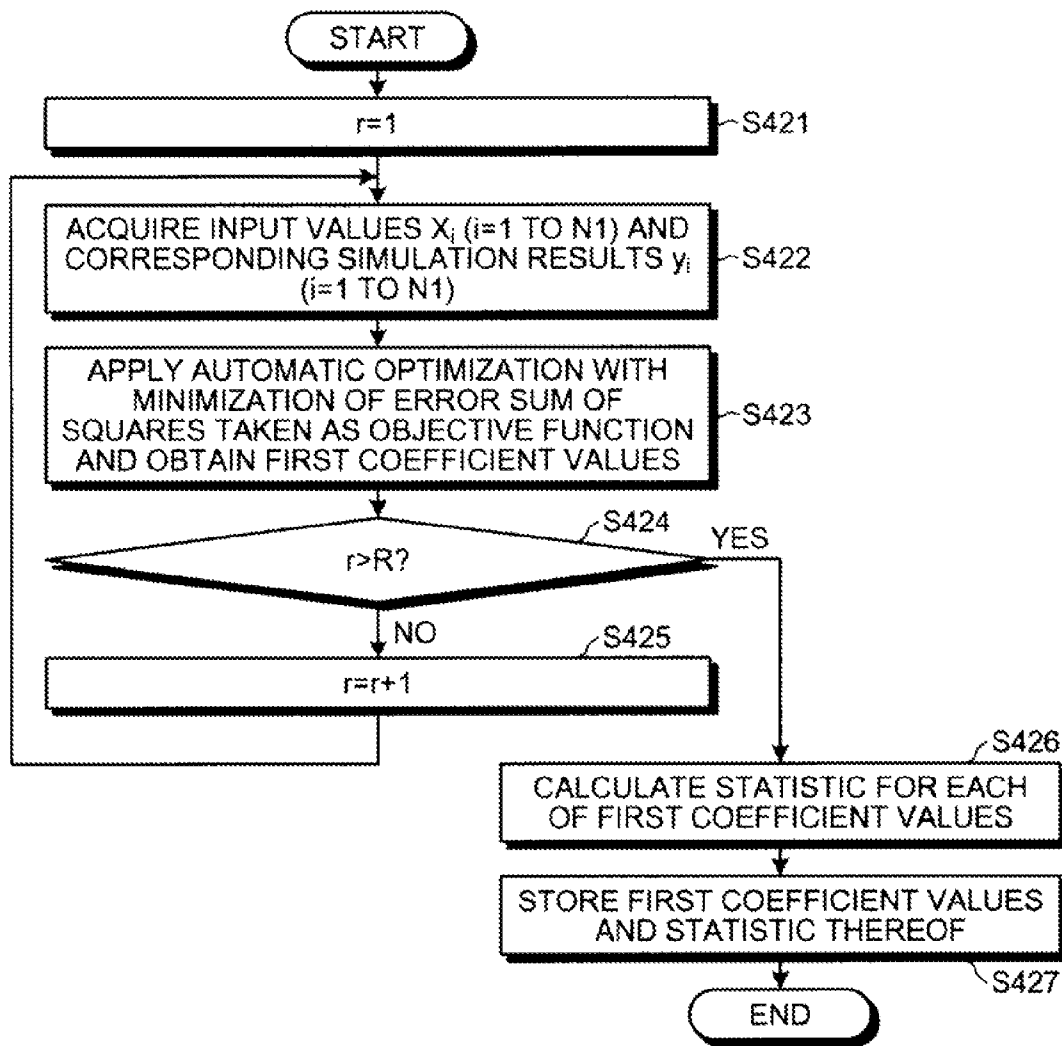 START
r=1
S421
ACQUIRE INPUT VALUES Xi (i=1 TO N1) AND
CORRESPONDING SIMULATION RESULTS yi
(i=1 TO N1)
S422
APPLY AUTOMATIC OPTIMIZATION WITH
MINIMIZATION OF ERROR SUM OF
SQUARES TAKEN AS OBJECTIVE FUNCTION
AND OBTAIN FIRST COEFFICIENT VALUES
S423
S424
r>R?
YES
NO
S425
r=r+1
S426
CALCULATE STATISTIC FOR EACH
OF FIRST COEFFICIENT VALUES
STORE FIRST COEFFICIENT VALUES
AND STATISTIC THEREOF
S427
END